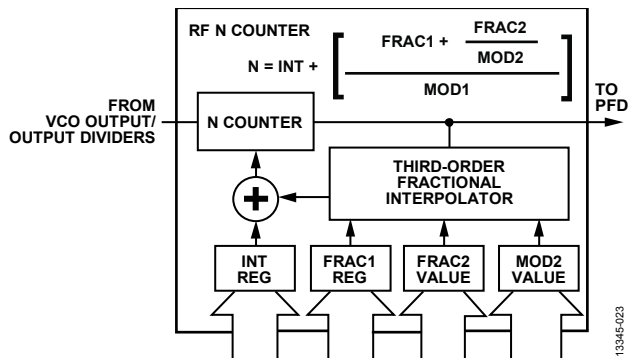 RF N COUNTER
N = INT +
FRAC1 +
FRAC2
MOD2
MOD1
FROM
VCO OUTPUT/
OUTPUT DIVIDERS
N COUNTER
TO
PFD
THIRD-ORDER
FRACTIONAL
INTERPOLATOR
+
INT
REG
FRAC1
REG
FRAC2
VALUE
MOD2
VALUE
13345-023